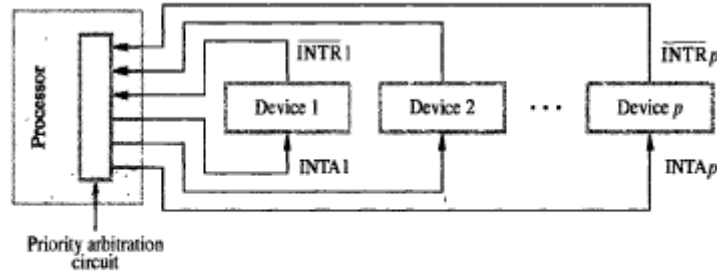 INTR1
INTRp
Processor
Device 1
Device 2
...
Device p
INTA1
INTAp
Priority arbitration
circuit